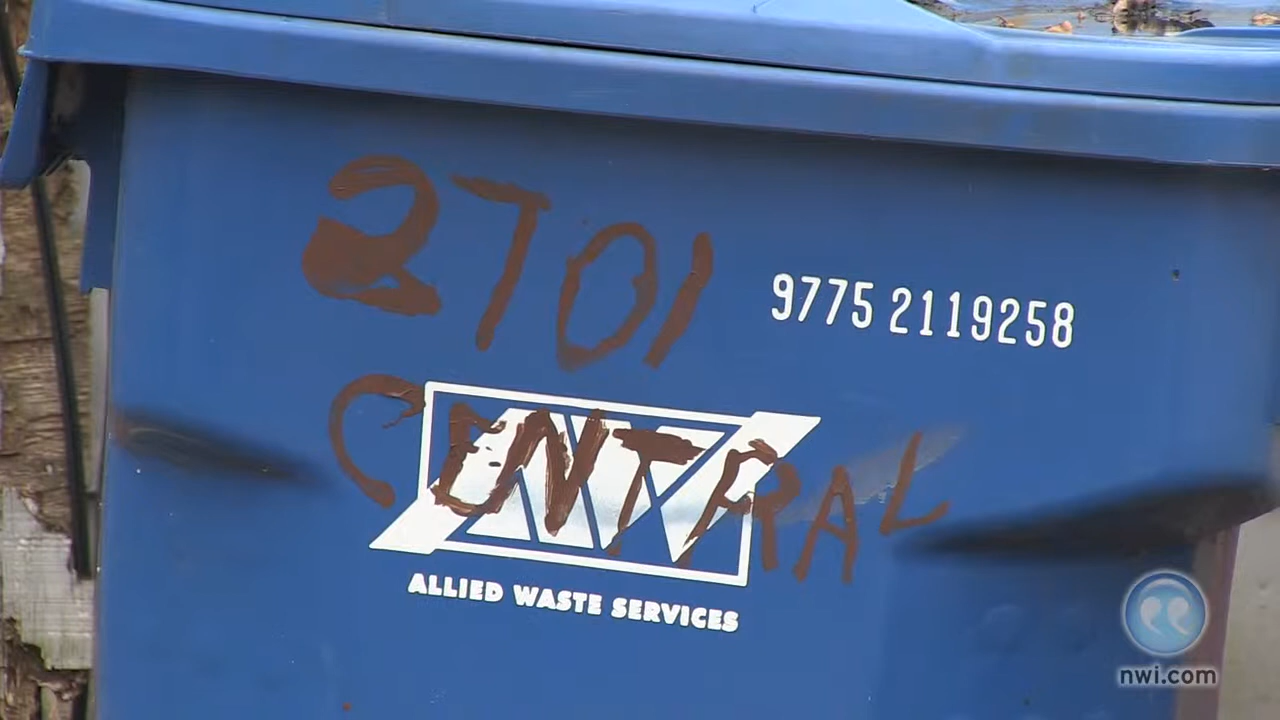 2701
9775 2119258
CENTRAL
ALLIED WASTE SERVICES
nwi.com